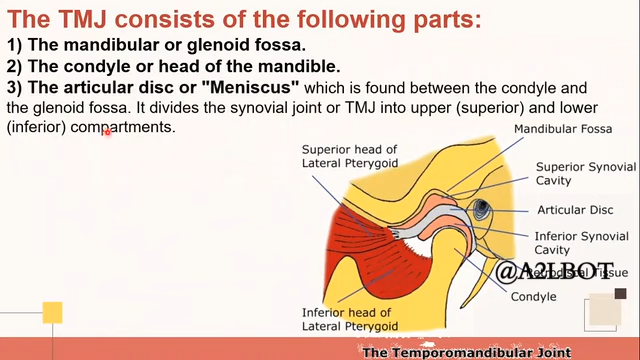 The TMJ consists of the following parts:
1) The mandibular or glenoid fossa.
2) The condyle or head of the mandible.
3) The articular disc or "Meniscus" which is found between the condyle and
the glenoid fossa. It divides the synovial joint or TMJ into upper (superior) and lower
(inferior) compartments.
Mandibular Fossa
Superior head of
Lateral Pterygoid
Superior Synovial
Cavity
Articular Disc
Inferior Synovial
Cavity
@A2LBOT
Retrodiscal Tissue
Condyle
Inferior head of
Lateral Pterygoid
The Temporomandibular Joint